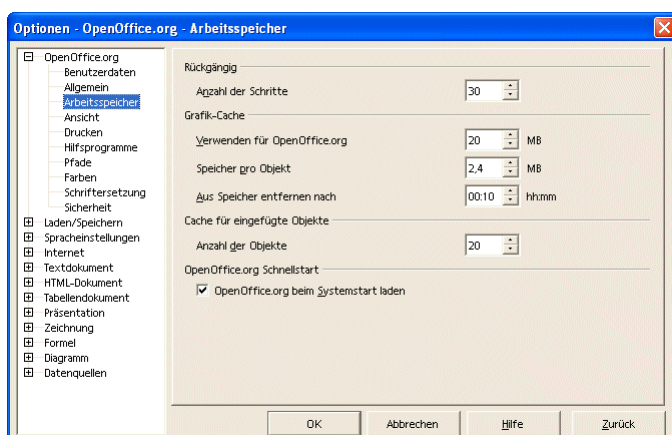 Optionen - OpenOffice.org - Arbeitsspeicher
OpenOffice.org
Benutzerdaten
Allgemein
Arbeitsspeicher
Ansicht
Drucken
Hilfsprogramme
Pfade
Farben
Schriftersetzung
Sicherheit
Laden/Speichern
Spracheinstellungen
Internet
Textdokument
HTML-Dokument
Tabellendokument
Präsentation
Zeichnung
Formel
Diagramm
Datenquellen
Rückgängig
Anzahl der Schritte 30
Grafik-Cache
Verwenden für OpenOffice.org 20 MB
Speicher pro Objekt 2,4 MB
Aus Speicher entfernen nach 00:10 hh:mm
Cache für eingefügte Objekte
Anzahl der Objekte 20
OpenOffice.org Schnellstart
OpenOffice.org beim Systemstart laden
OK Abbrechen Hilfe Zurück